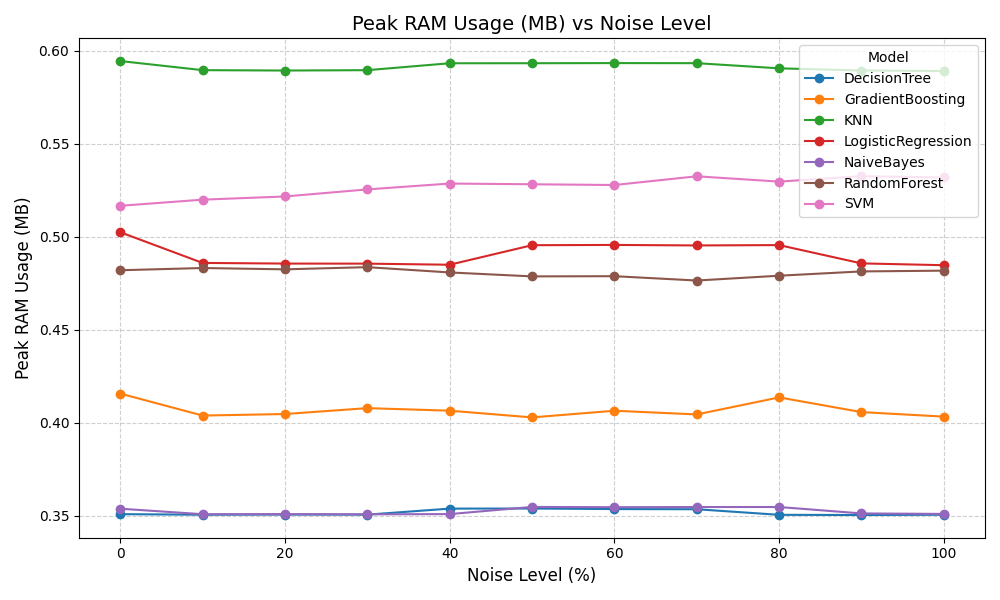 Peak RAM Usage (MB) vs Noise Level
Peak RAM Usage (MB)
0.60
0.55
0.50
0.45
0.40
0.35
0
20
40
60
80
100
Noise Level (%)
Model
DecisionTree
GradientBoosting
KNN
LogisticRegression
NaiveBayes
RandomForest
SVM